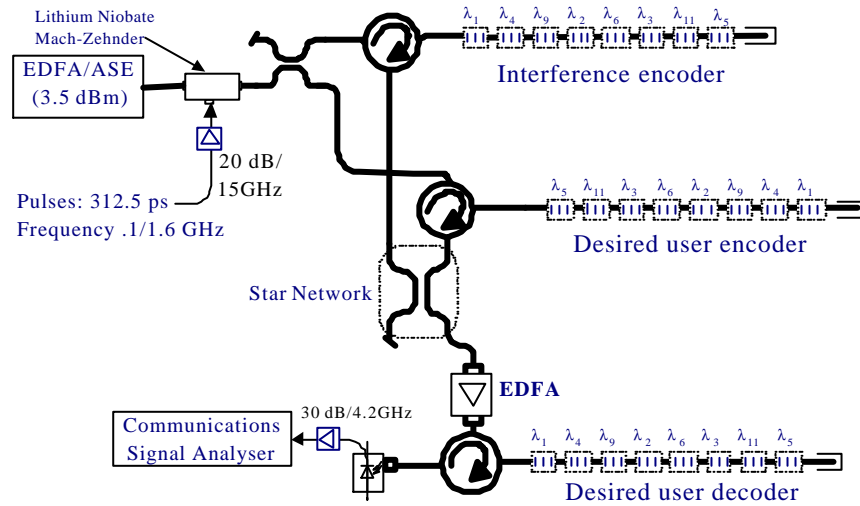 Lithium Niobate
Mach-Zehnder
EDFA/ASE
(3.5 dBm)
λ1 λ4 λ9 λ2 λ6 λ3 λ11 λ5
Interference encoder
20 dB/
15GHz
Pulses: 312.5 ps
Frequency .1/1.6 GHz
λ5 λ11 λ3 λ6 λ2 λ9 λ4 λ1
Desired user encoder
Star Network
EDFA
30 dB/4.2GHz
Communications
Signal Analyser
λ1 λ4 λ9 λ2 λ6 λ3 λ11 λ5
Desired user decoder